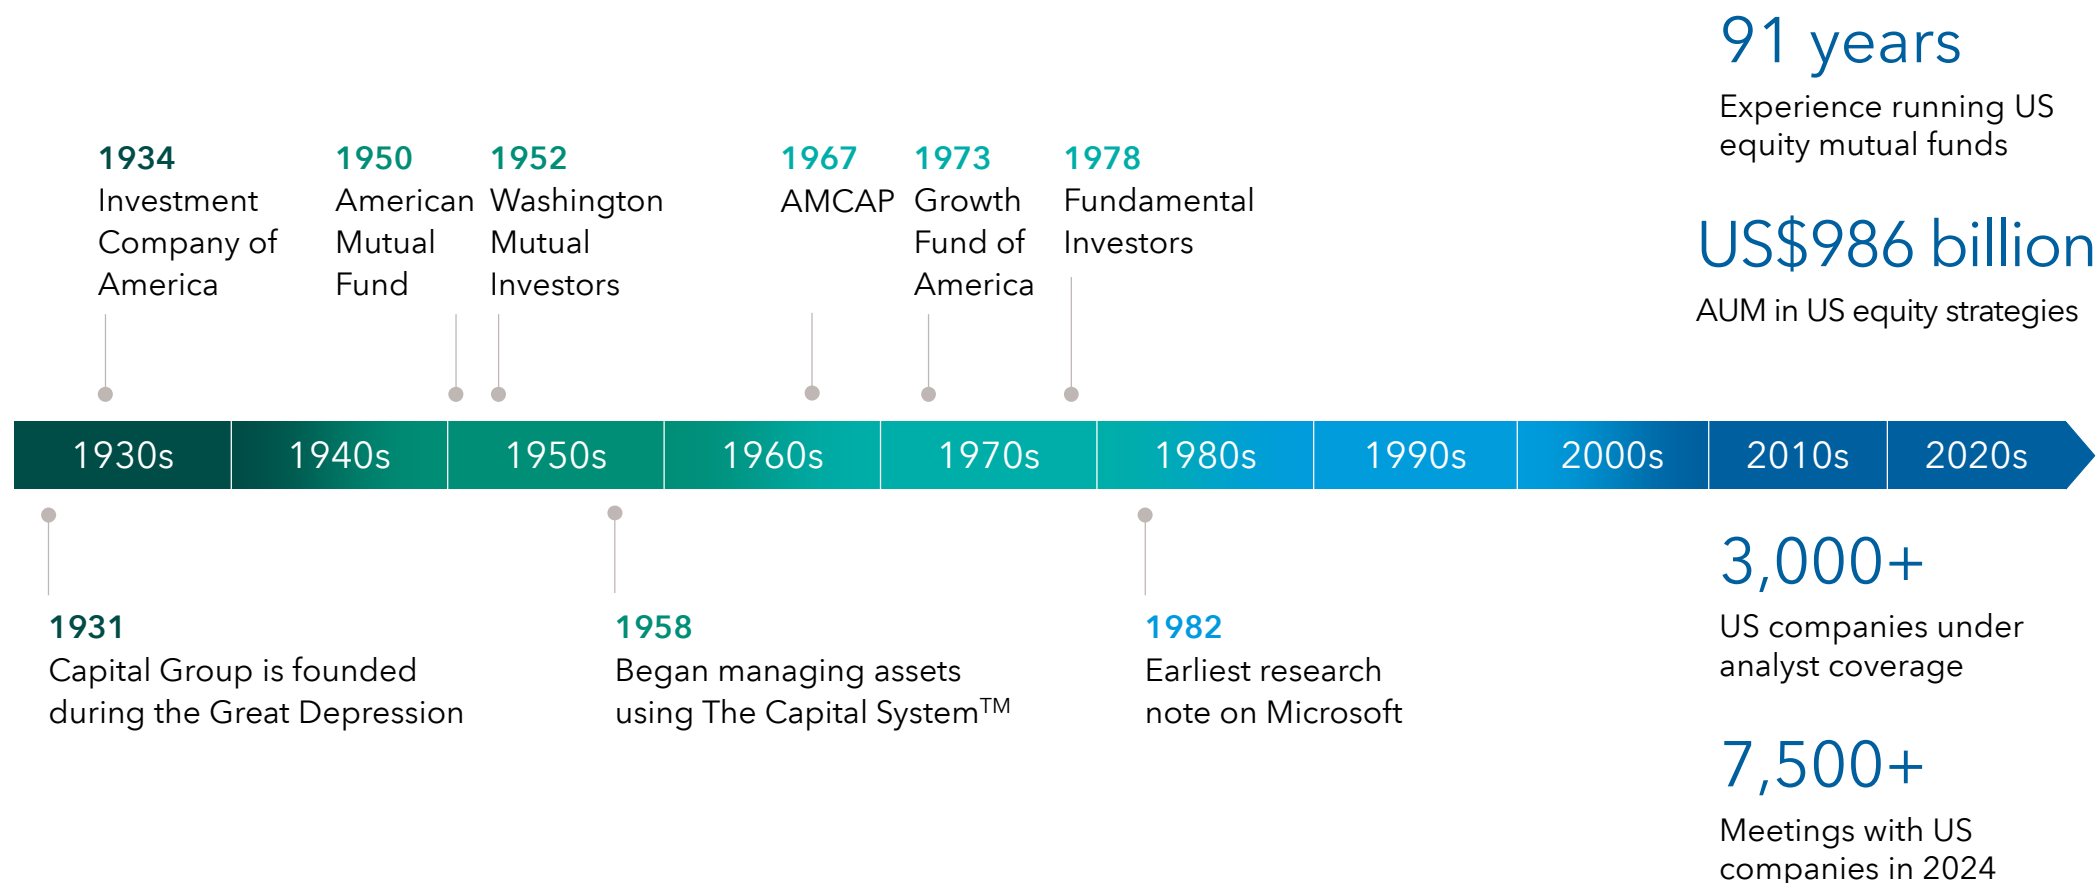 91 years
Experience running US
equity mutual funds
US$986 billion
AUM in US equity strategies
1934
Investment
Company of
America
1950
American
Mutual
Fund
1952
Washington
Mutual
Investors
1967
AMCAP
1973
Growth
Fund of
America
1978
Fundamental
Investors
1930s
1940s
1950s
1960s
1970s
1980s
1990s
2000s
2010s
2020s
1931
Capital Group is founded
during the Great Depression
1958
Began managing assets
using The Capital System™
1982
Earliest research
note on Microsoft
3,000+
US companies under
analyst coverage
7,500+
Meetings with US
companies in 2024